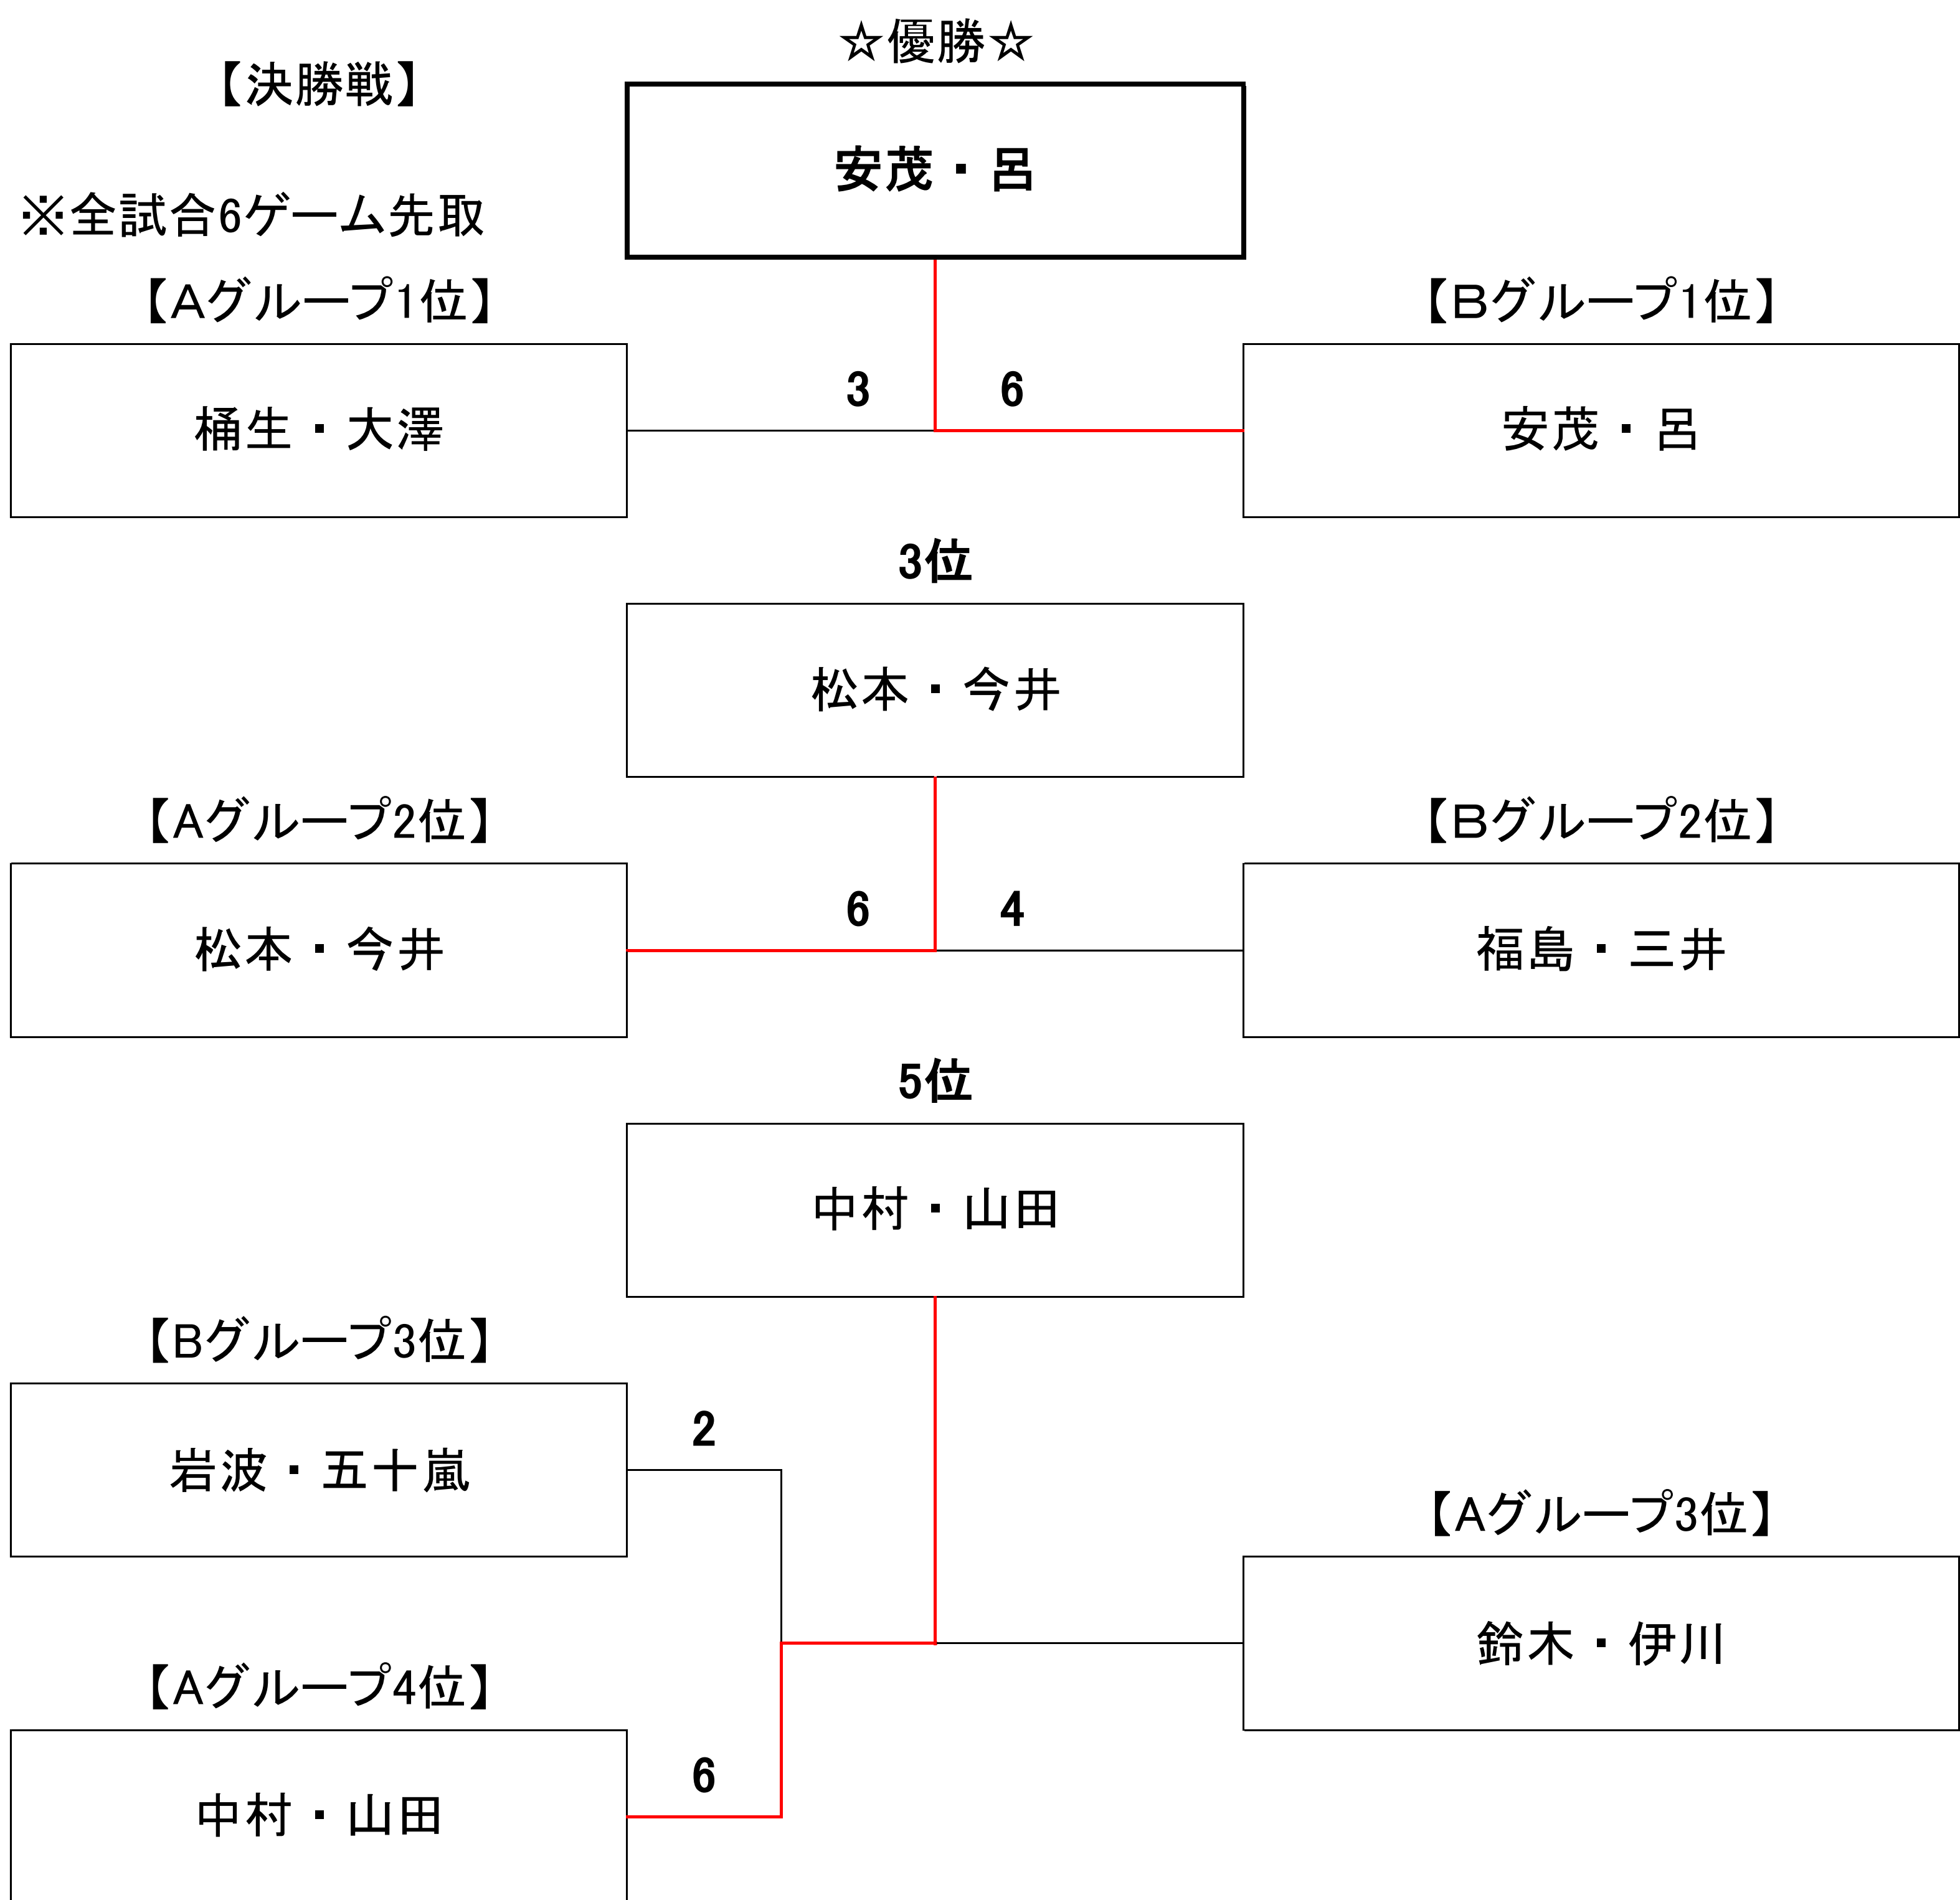 ☆優勝☆
【決勝戦】
安茂・呂
※全試合6ゲーム先取
【Aグループ1位】
【Bグループ1位】
3
6
桶生・大澤
安茂・呂
3位
松本・今井
【Aグループ2位】
【Bグループ2位】
6
4
松本・今井
福島・三井
5位
中村・山田
【Bグループ3位】
2
岩波・五十嵐
【Aグループ3位】
鈴木・伊川
【Aグループ4位】
6
中村・山田